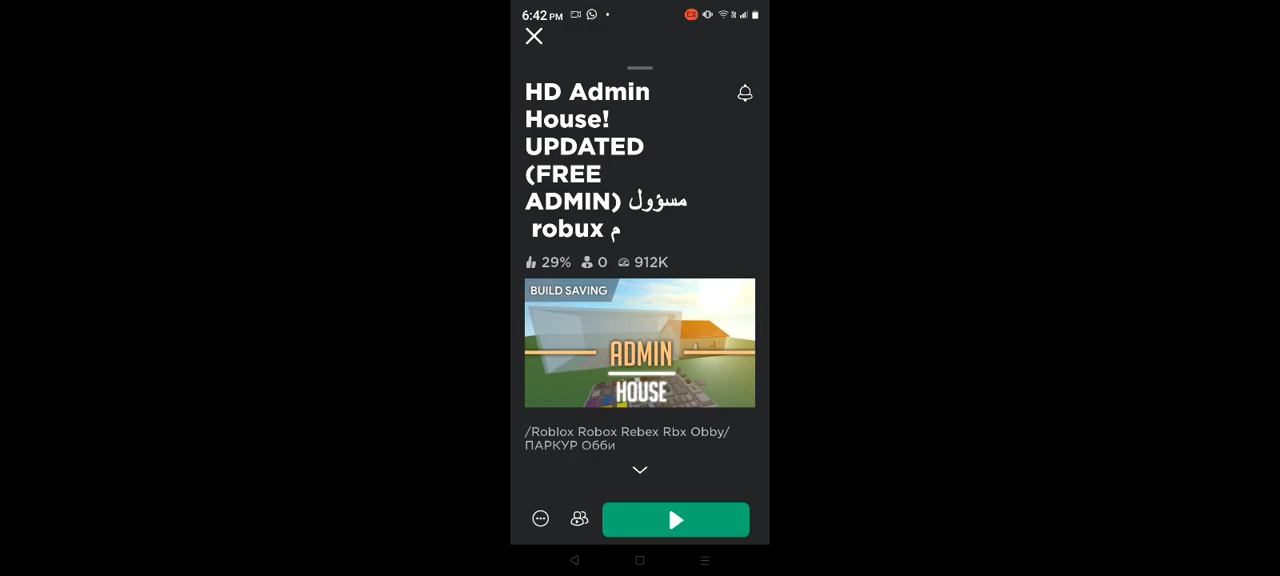 6:42 PM
HD Admin
House!
UPDATED
(FREE
ADMIN) مسؤول
robux م
29% 0 912K
BUILD SAVING
ADMIN
HOUSE
/Roblox Robox Rebex Rbx Obby/
ПАРКУР Обби